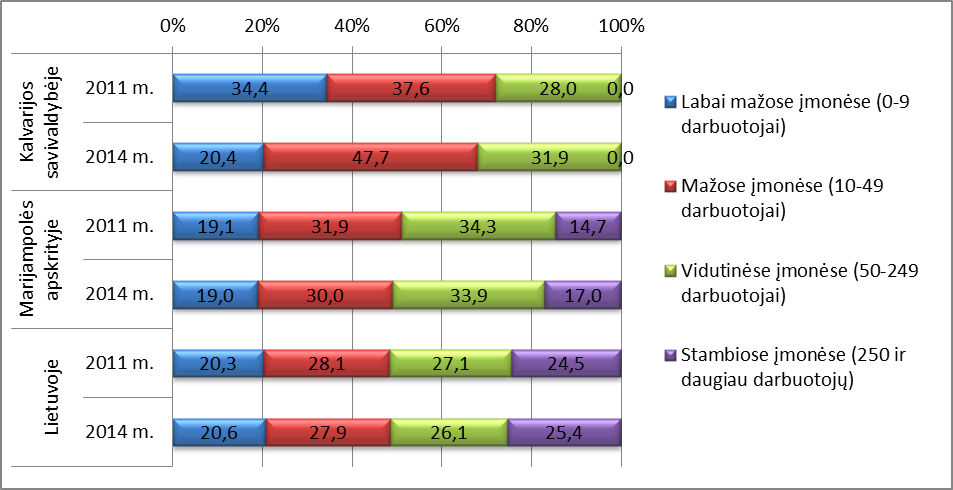 0% 20% 40% 60% 80% 100%
Kalvarijos
savivaldybėje
2011 m. 34,4 37,6 28,0 0,0
2014 m. 20,4 47,7 31,9 0,0
Marijampolės
apskrityje
2011 m. 19,1 31,9 34,3 14,7
2014 m. 19,0 30,0 33,9 17,0
Lietuvoje
2011 m. 20,3 28,1 27,1 24,5
2014 m. 20,6 27,9 26,1 25,4
Labai mažose įmonėse (0-9
darbuotojai)
Mažose įmonėse (10-49
darbuotojai)
Vidutinėse įmonėse (50-249
darbuotojai)
Stambiose įmonėse (250 ir
daugiau darbuotojų)